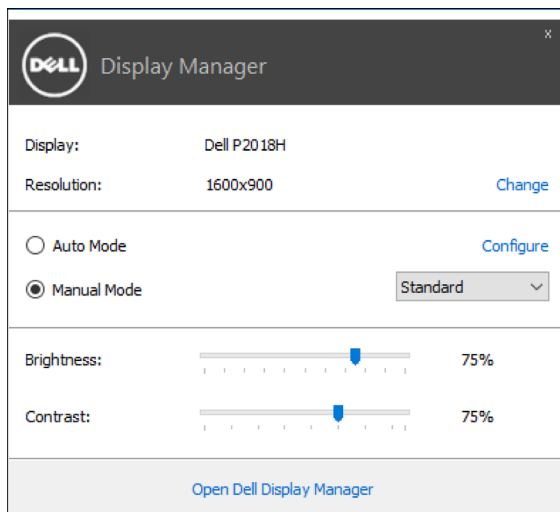 x
DELL Display Manager
Display: Dell P2018H
Resolution: 1600x900 Change
Auto Mode Configure
Manual Mode Standard
Brightness: 75%
Contrast: 75%
Open Dell Display Manager